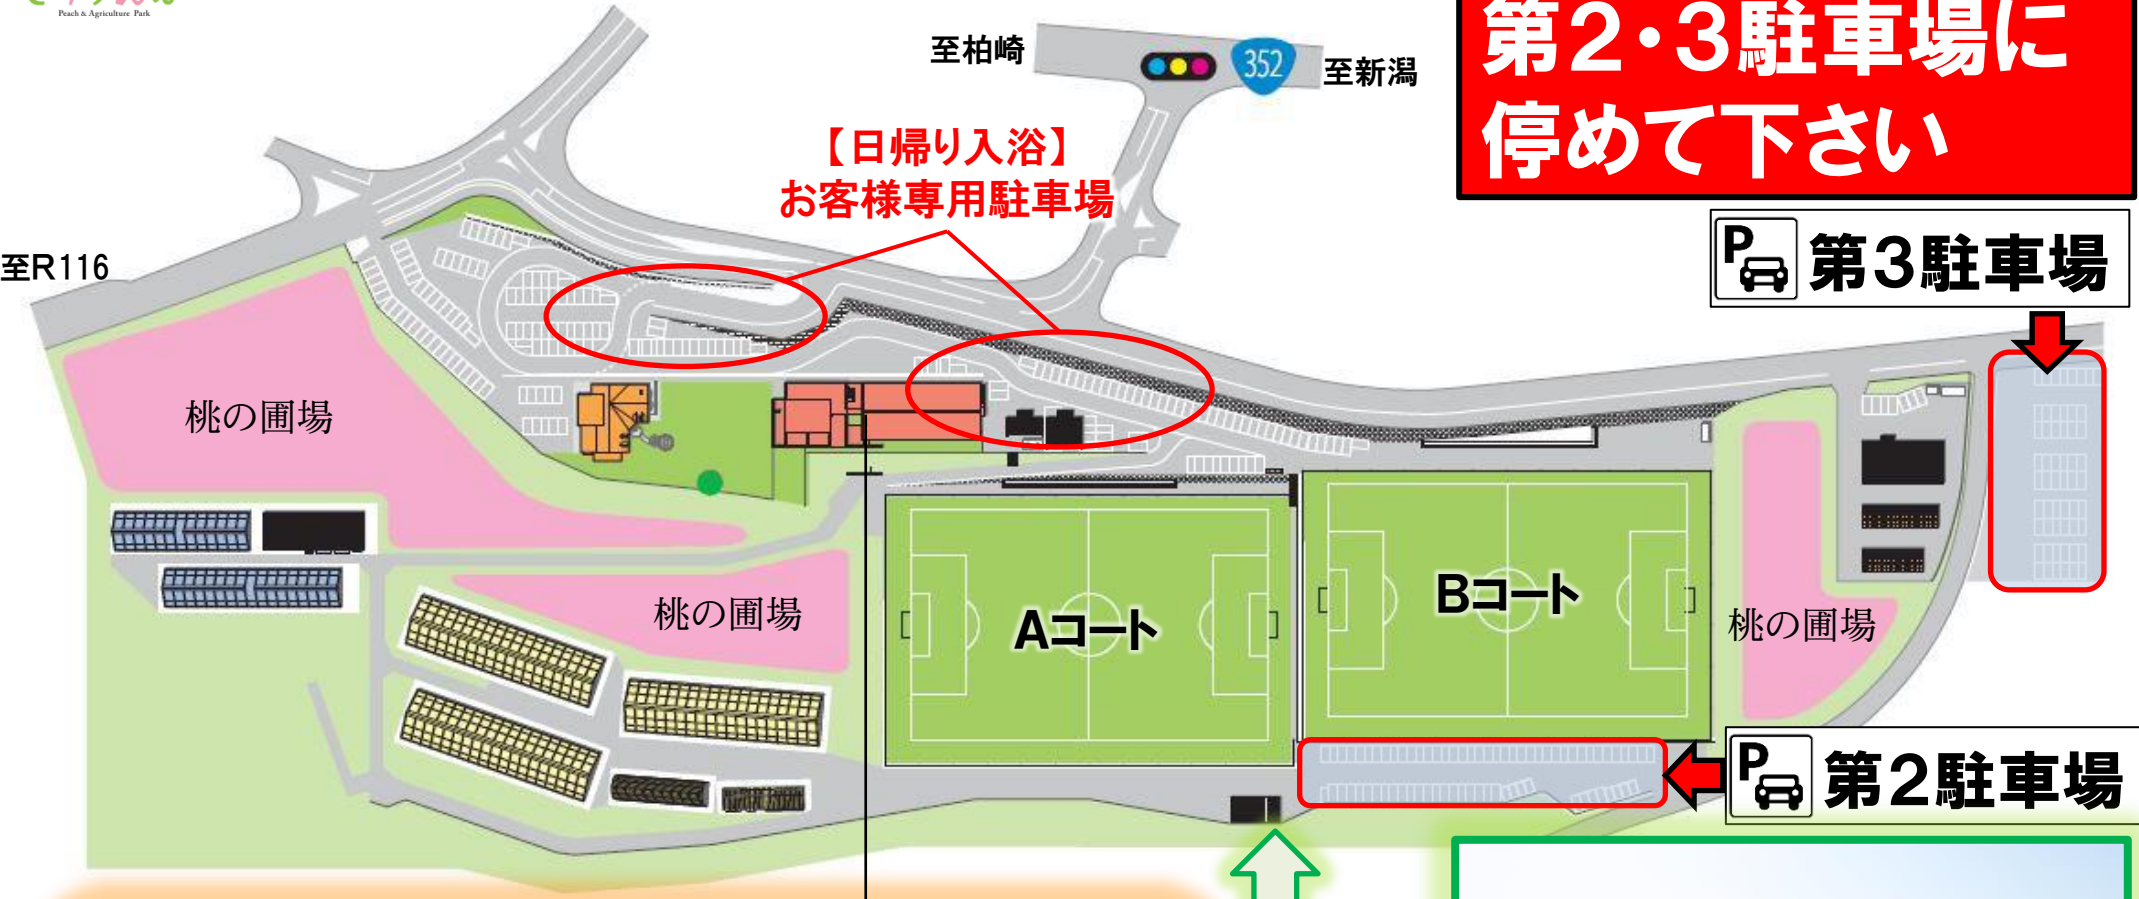 Peach & Agriculture Park
第2・3駐車場に
停めて下さい
至柏崎
352
至新潟
【日帰り入浴】
お客様専用駐車場
至R116
P
第3駐車場
桃の圃場
桃の圃場
Aコート
Bコート
桃の圃場
P
第2駐車場